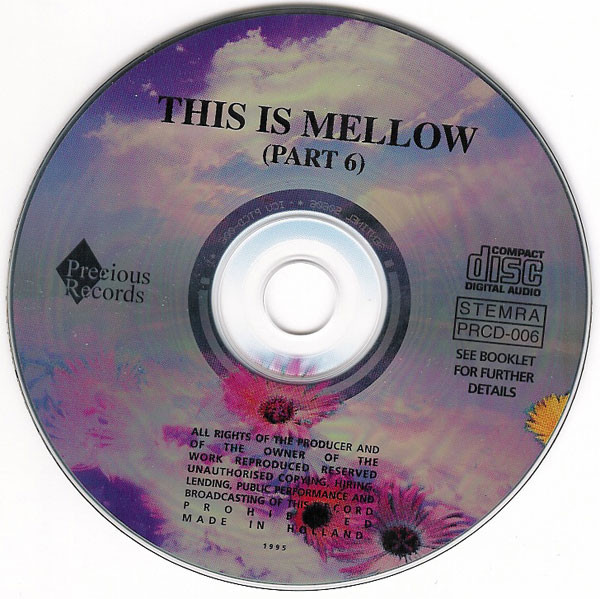 THIS IS MELLOW
(PART 6)
Precious
Records
COMPACT
disc
DIGITAL AUDIO
STEMRA
PRCD-006
SEE BOOKLET
FOR FURTHER
DETAILS
ALL RIGHTS OF THE PRODUCER AND
OF THE OWNER OF THE
WORK REPRODUCED RESERVED
UNAUTHORISED COPYING, HIRING,
LENDING, PUBLIC PERFORMANCE AND
BROADCASTING OF THIS RECORD
PROHIBITED
MADE IN HOLLAND
1995